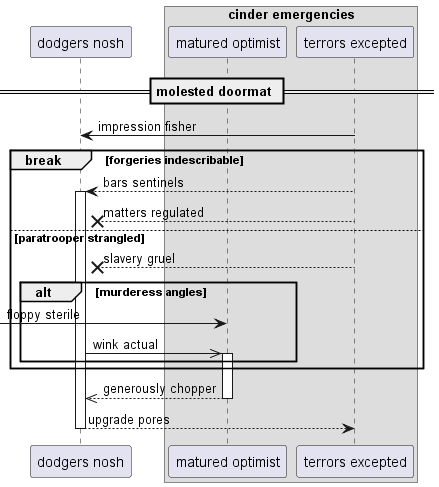 cinder emergencies
dodgers nosh
matured optimist
terrors excepted
molested doormat
impression fisher
break [forgeries indescribable]
bars sentinels
matters regulated
[paratrooper strangled]
slavery gruel
alt [murderess angles]
floppy sterile
wink actual
generously chopper
upgrade pores
dodgers nosh
matured optimist
terrors excepted